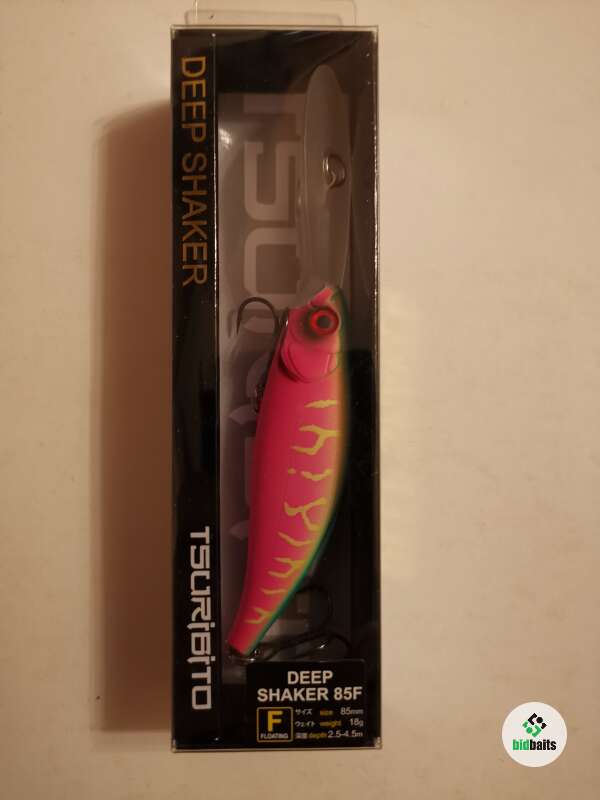 DEEP SHAKER
TSURIBITO
DEEP
SHAKER 85F
F
FLOATING
サイズ size 85mm
ウェイト weight 18g
深度 depth 2.5-4.5m
bidbaits